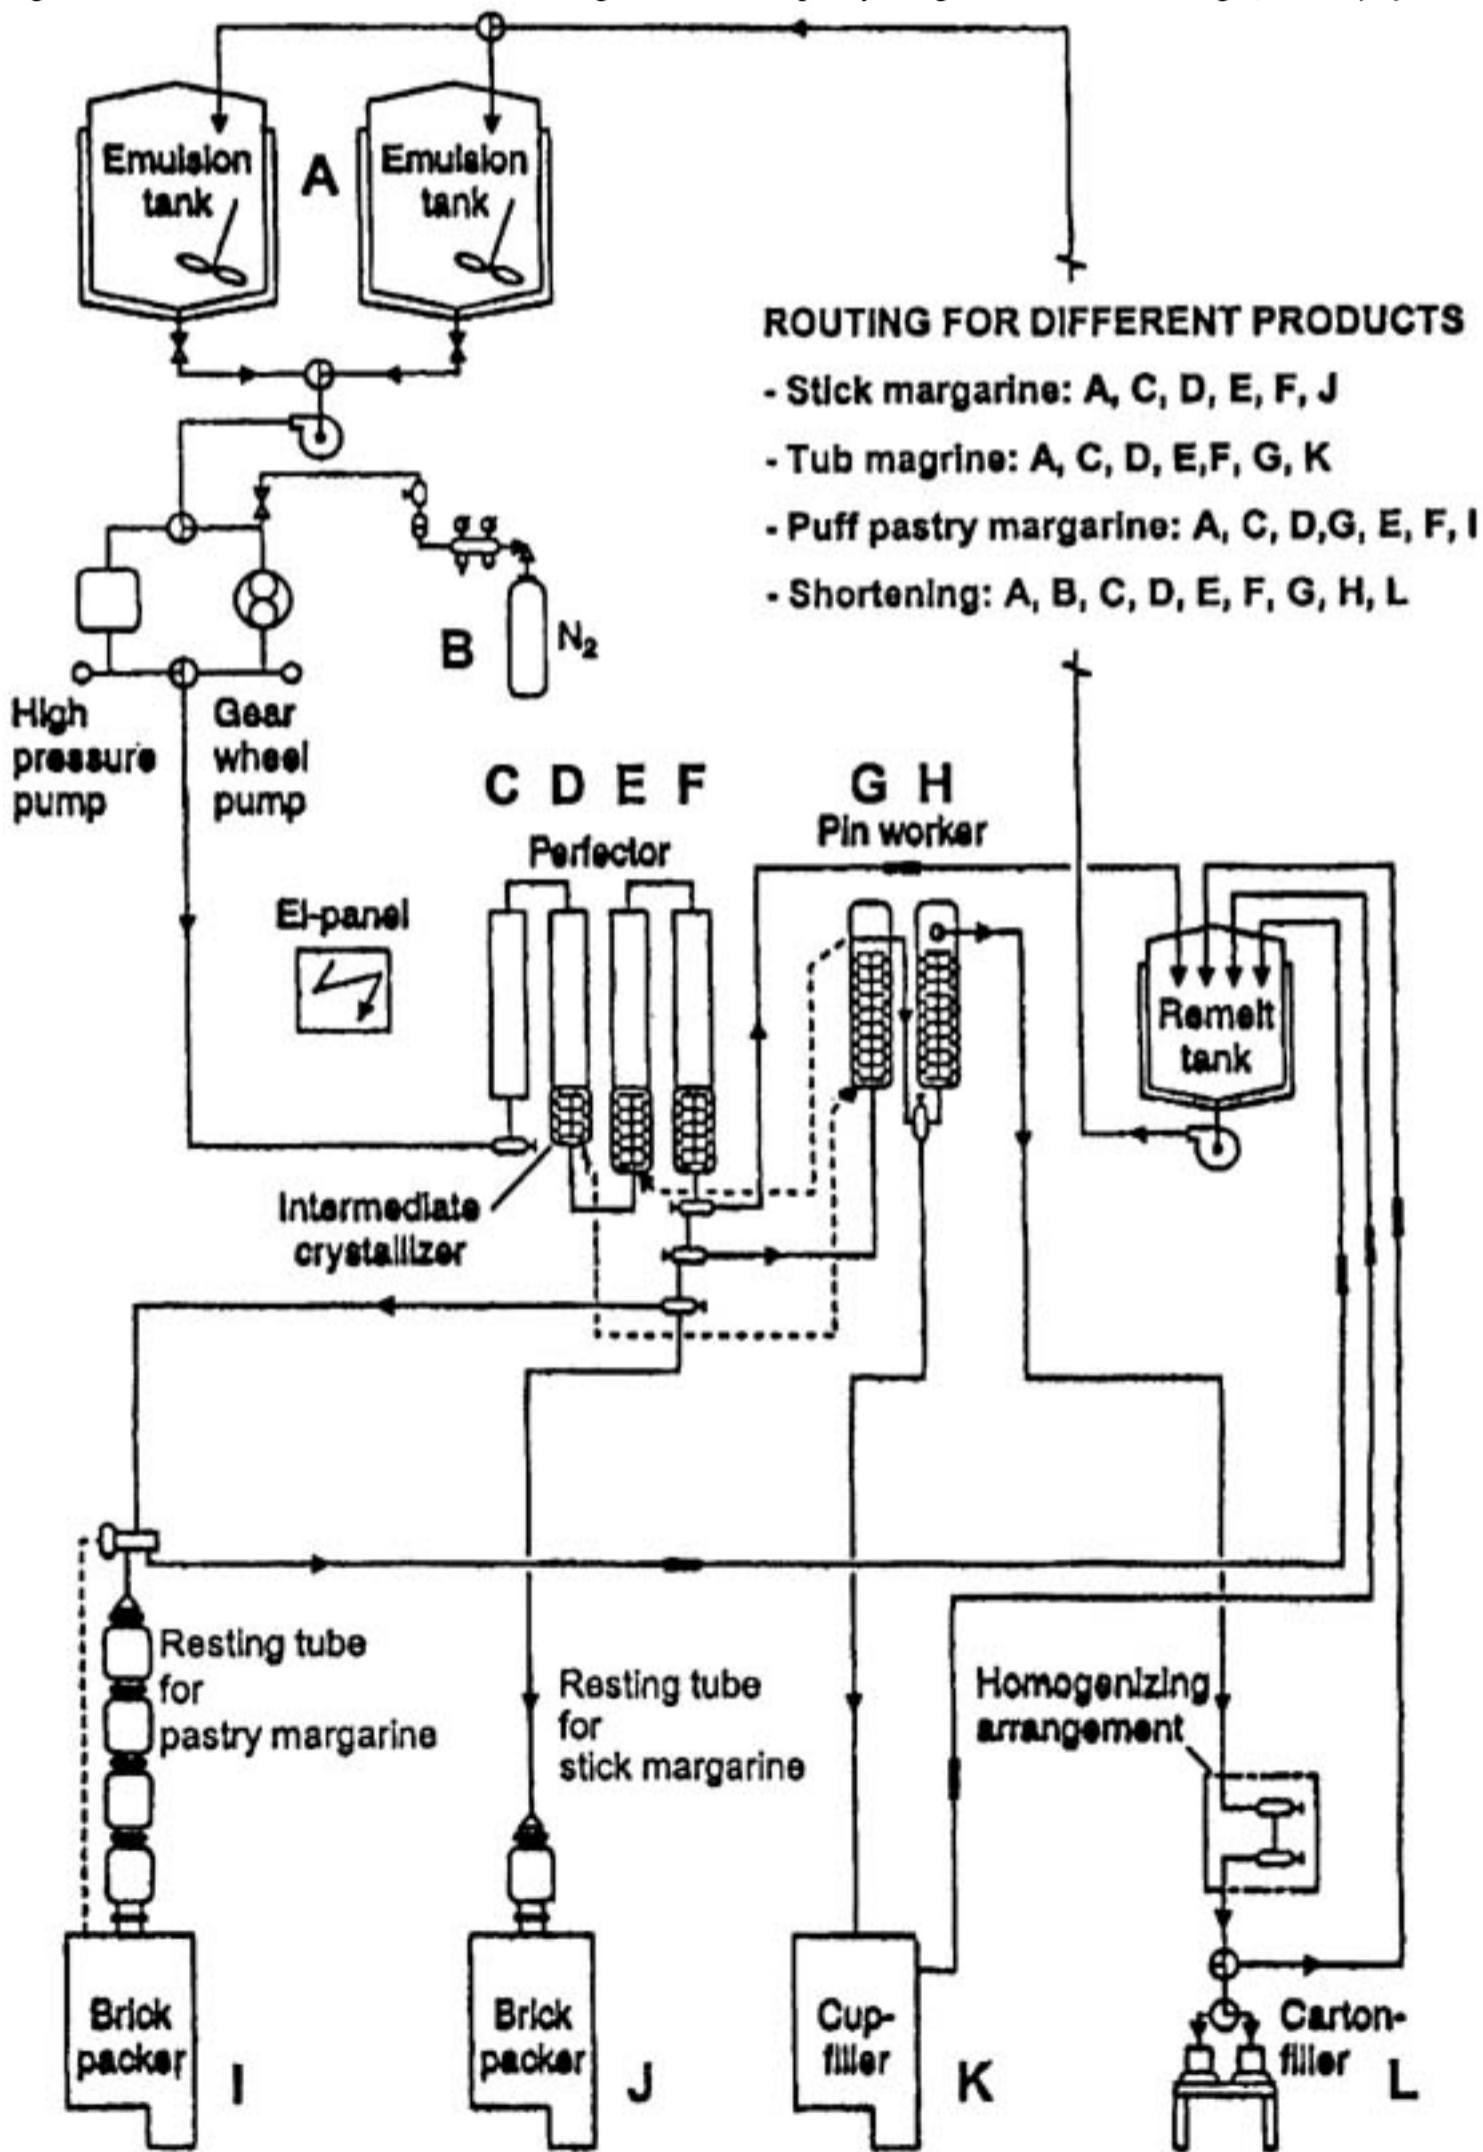 Emulsion
tank
A
Emulsion
tank
ROUTING FOR DIFFERENT PRODUCTS
- Stick margarine: A, C, D, E, F, J
- Tub magrine: A, C, D, E,F, G, K
- Puff pastry margarine: A, C, D,G, E, F, I
- Shortening: A, B, C, D, E, F, G, H, L
B
N2
High
pressure
pump
Gear
wheel
pump
C D E F
Perfector
G H
Pin worker
El-panel
Remelt
tank
Intermediate
crystallizer
Resting tube
for
pastry margarine
Resting tube
for
stick margarine
Homogenizing
arrangement
Brick
packer
I
Brick
packer
J
Cup-
filler
K
Carton-
filler
L